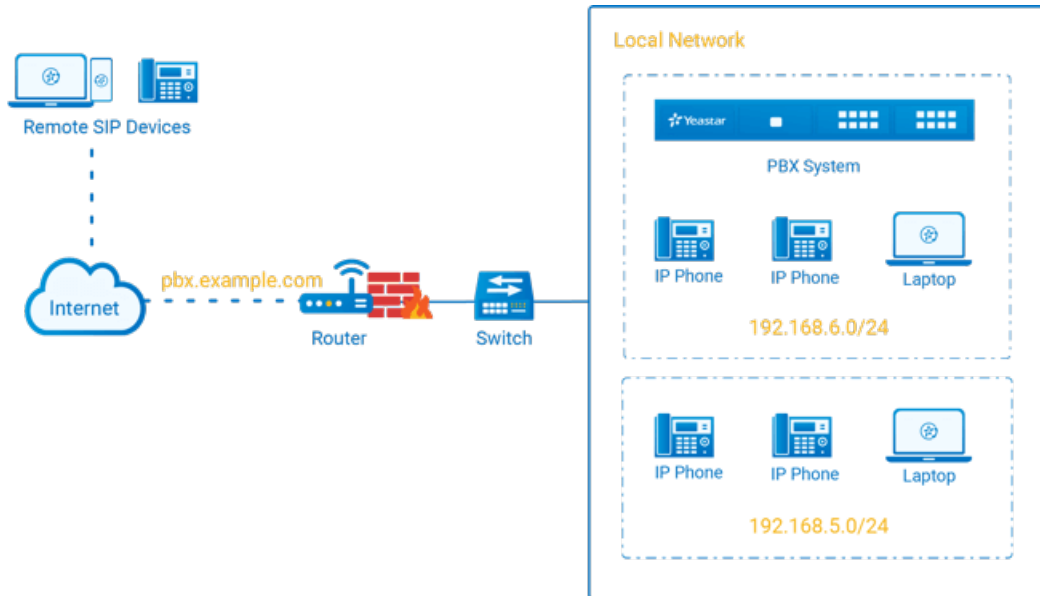 Local Network
Yeastar
PBX System
IP Phone
IP Phone
Laptop
192.168.6.0/24
IP Phone
IP Phone
Laptop
192.168.5.0/24
Remote SIP Devices
Internet
pbx.example.com
Router
Switch